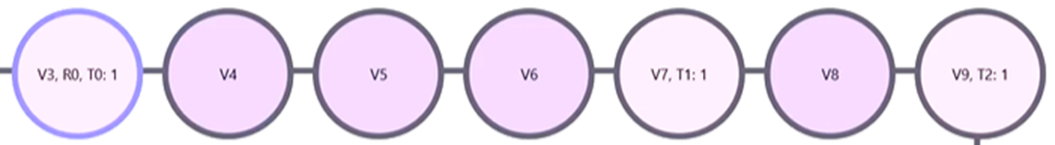 V3, R0, T0: 1
V4
V5
V6
V7, T1: 1
V8
V9, T2: 1